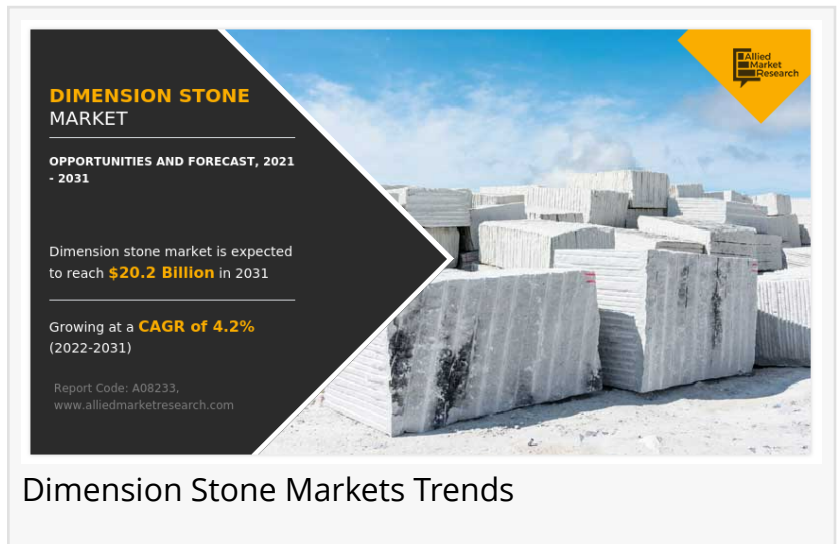 DIMENSION STONE
MARKET
OPPORTUNITIES AND FORECAST, 2021
- 2031
Dimension stone market is expected
to reach $20.2 Billion in 2031
Growing at a CAGR of 4.2%
(2022-2031)
Report Code: A08233,
www.alliedmarketresearch.com
Allied
Market
Research
Dimension Stone Markets Trends